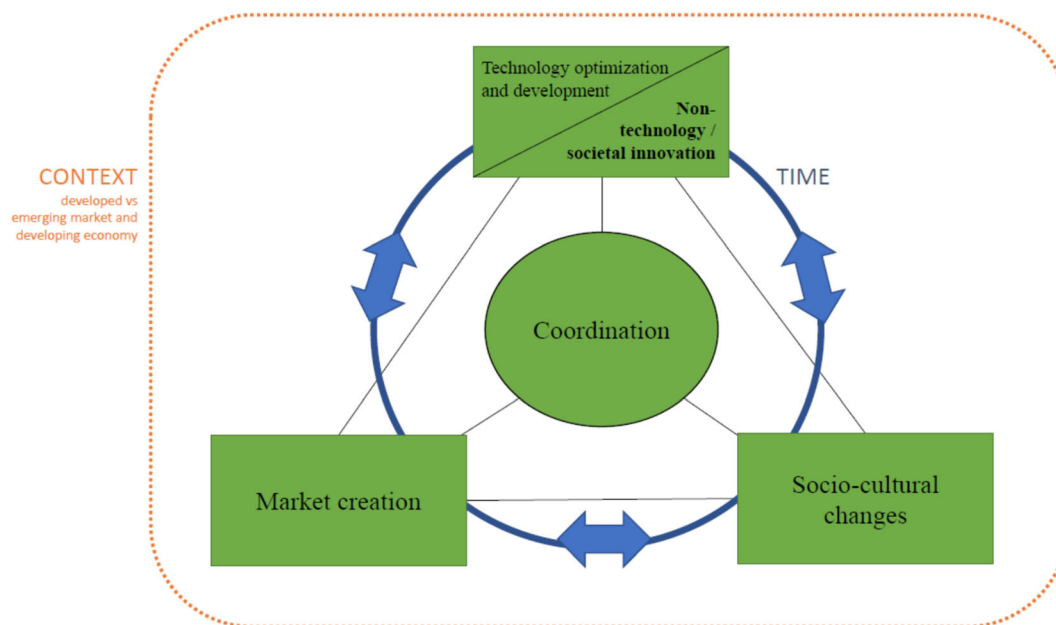 Technology optimization
and development
Non-
technology /
societal innovation
CONTEXT
developed vs
emerging market and
developing economy
TIME
Coordination
Market creation
Socio-cultural
changes